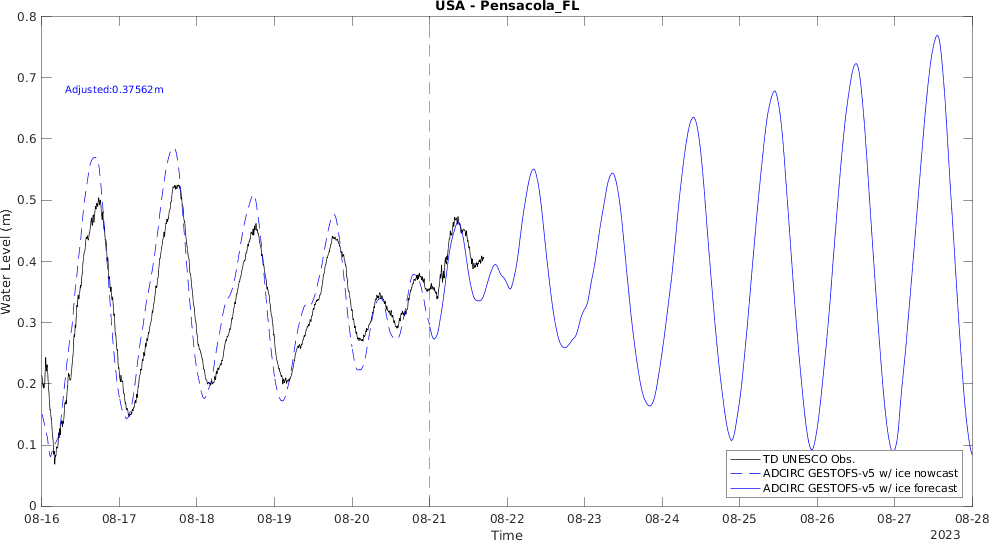 USA - Pensacola_FL
0.8
0.7
0.6
0.5
0.4
0.3
0.2
0.1
0
Water Level (m)
Adjusted:0.37562m
TD UNESCO Obs.
ADCIRC GESTOFS-v5 w/ ice nowcast
ADCIRC GESTOFS-v5 w/ ice forecast
08-16 08-17 08-18 08-19 08-20 08-21 08-22 08-23 08-24 08-25 08-26 08-27 08-28
Time
2023